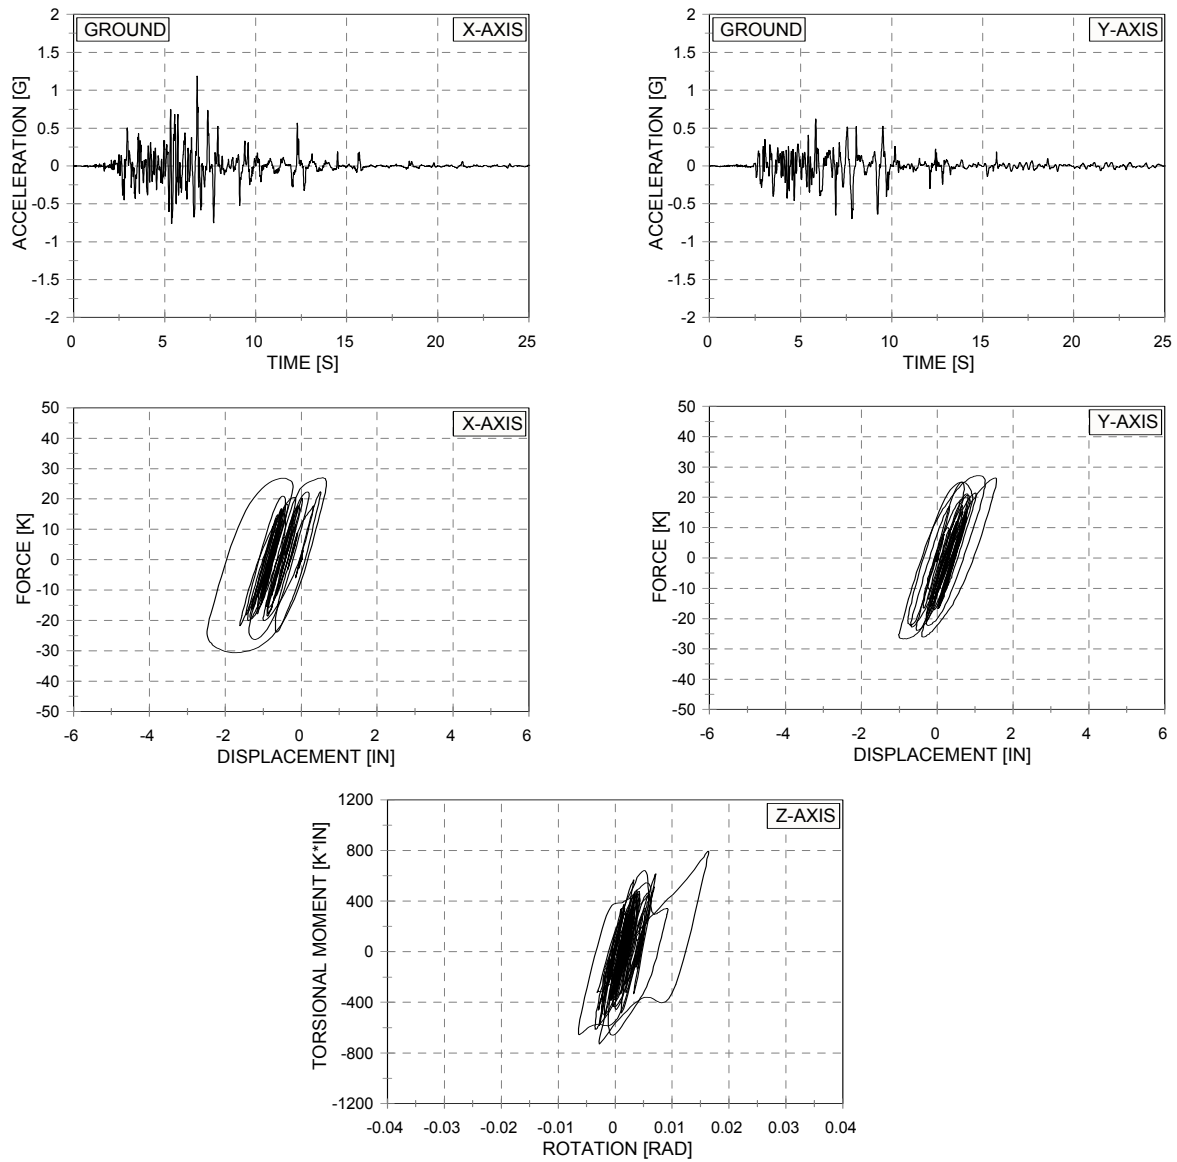 GROUND
X-AXIS
2
1.5
1
0.5
0
-0.5
-1
-1.5
-2
ACCELERATION [G]
0 5 10 15 20 25
TIME [S]
GROUND
Y-AXIS
2
1.5
1
0.5
0
-0.5
-1
-1.5
-2
ACCELERATION [G]
0 5 10 15 20 25
TIME [S]
X-AXIS
50
40
30
20
10
0
-10
-20
-30
-40
-50
FORCE [K]
-6 -4 -2 0 2 4 6
DISPLACEMENT [IN]
Y-AXIS
50
40
30
20
10
0
-10
-20
-30
-40
-50
FORCE [K]
-6 -4 -2 0 2 4 6
DISPLACEMENT [IN]
Z-AXIS
1200
800
400
0
-400
-800
-1200
TORSIONAL MOMENT [K*IN]
-0.04 -0.03 -0.02 -0.01 0 0.01 0.02 0.03 0.04
ROTATION [RAD]